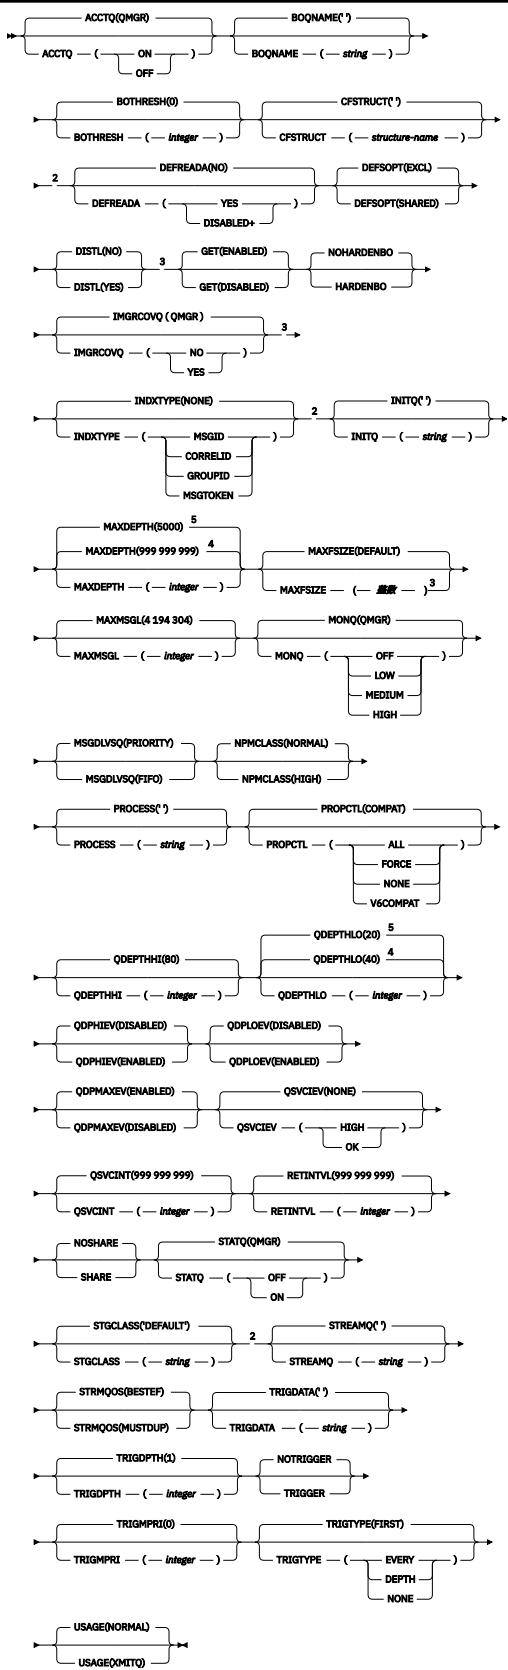 ACCTQ(QMGR) BOQNAME(' ')
ACCTQ ( ON ) BOQNAME ( string )
OFF
BOTHRESH(0) CFSTRUCT(' ')
BOTHRESH ( integer ) CFSTRUCT ( structure-name )
2 DEFREADA(NO) DEFSOPT(EXCL)
DEFREADA ( YES ) DEFSOPT(SHARED)
DISABLED+
DISTL(NO) 3 GET(ENABLED) NOHARDENBO
DISTL(YES) GET(DISABLED) HARDENBO
IMGRCOVQ ( QMGR ) 3
IMGRCOVQ ( NO )
YES
INDXTYPE(NONE) 2 INITQ(' ')
INDXTYPE ( MSGID ) INITQ ( string )
CORRELID
GROUPID
MSGTOKEN
MAXDEPTH(5000) 5
MAXDEPTH(999 999 999) 4 MAXFSIZE(DEFAULT)
MAXDEPTH ( integer ) MAXFSIZE ( ) 3
MAXMSGL(4 194 304) MONQ(QMGR)
MAXMSGL ( integer ) MONQ ( OFF )
LOW
MEDIUM
HIGH
MSGDLVSQ(PRIORITY) NPMCLASS(NORMAL)
MSGDLVSQ(FIFO) NPMCLASS(HIGH)
PROCESS(' ') PROPCTL(COMPAT)
PROCESS ( string ) PROPCTL ( ALL )
FORCE
NONE
V6COMPAT
QDEPTHLO(20) 5
QDEPTHHI(80) QDEPTHLO(40) 4
QDEPTHHI ( integer ) QDEPTHLO ( integer )
QDPHIEV(DISABLED) QDPLOEV(DISABLED)
QDPHIEV(ENABLED) QDPLOEV(ENABLED)
QDPMAXEV(ENABLED) QSVCIEV(NONE)
QDPMAXEV(DISABLED) QSVCIEV ( HIGH )
OK
QSVCINT(999 999 999) RETINTVL(999 999 999)
QSVCINT ( integer ) RETINTVL ( integer )
NOSHARE STATQ(QMGR)
SHARE STATQ ( OFF )
ON
STGCLASS('DEFAULT') 2 STREAMQ(' ')
STGCLASS ( string ) STREAMQ ( string )
STRMQOS(BESTEF) TRIGDATA(' ')
STRMQOS(MUSTDUP) TRIGDATA ( string )
TRIGDPTH(1) NOTRIGGER
TRIGDPTH ( integer ) TRIGGER
TRIGMPRI(0) TRIGTYPE(FIRST)
TRIGMPRI ( integer ) TRIGTYPE ( EVERY )
DEPTH
NONE
USAGE(NORMAL)
USAGE(XMITQ)